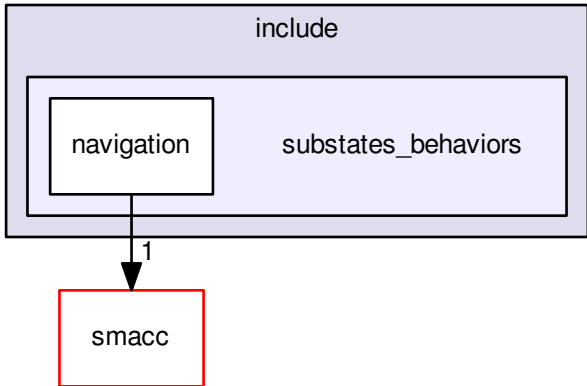 include
navigation
substates_behaviors
1
smacc